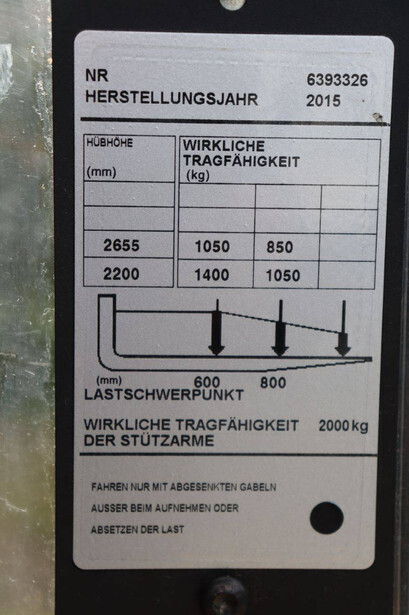 NR 6393326
HERSTELLUNGSJAHR 2015
HÜBHÖHE WIRKLICHE
TRAGFÄHIGKEIT
(mm) (kg)
2655 1050 850
2200 1400 1050
(mm) 600 800
LASTSCHWERPUNKT
WIRKLICHE TRAGFÄHIGKEIT 2000 kg
DER STÜTZARME
FAHREN NUR MIT ABGESENKTEN GABELN
AUSSER BEIM AUFNEHMEN ODER
ABSETZEN DER LAST